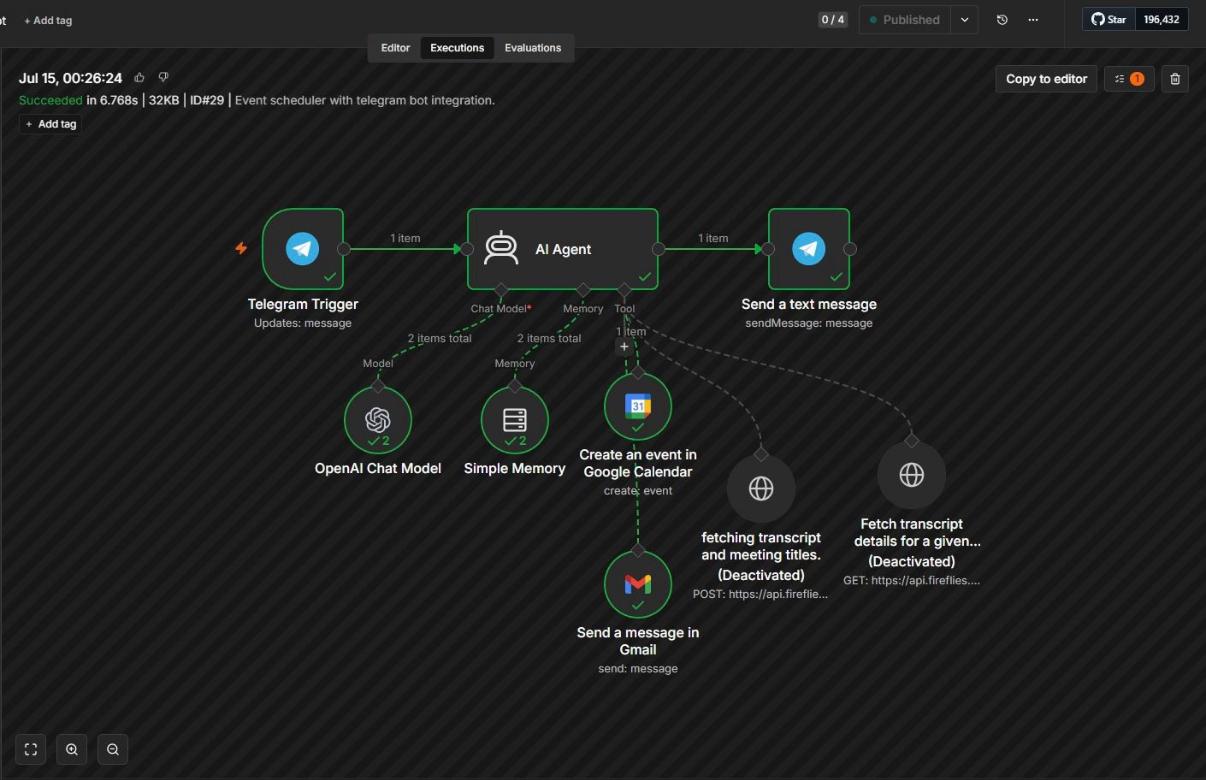 ot + Add tag
0 / 4 Published
Star 196,432
Editor Executions Evaluations
Jul 15, 00:26:24
Succeeded in 6.768s | 32KB | ID#29 | Event scheduler with telegram bot integration.
+ Add tag
Copy to editor 1
1 item
AI Agent
1 item
Telegram Trigger
Updates: message
Chat Model*
Memory
Tool
Send a text message
sendMessage: message
2 items total
2 items total
1 item
+
Model
Memory
31
2
2
OpenAI Chat Model
Simple Memory
Create an event in
Google Calendar
create: event
fetching transcript
and meeting titles.
(Deactivated)
POST: https://api.fireflie...
Fetch transcript
details for a given...
(Deactivated)
GET: https://api.fireflies....
Send a message in
Gmail
send: message